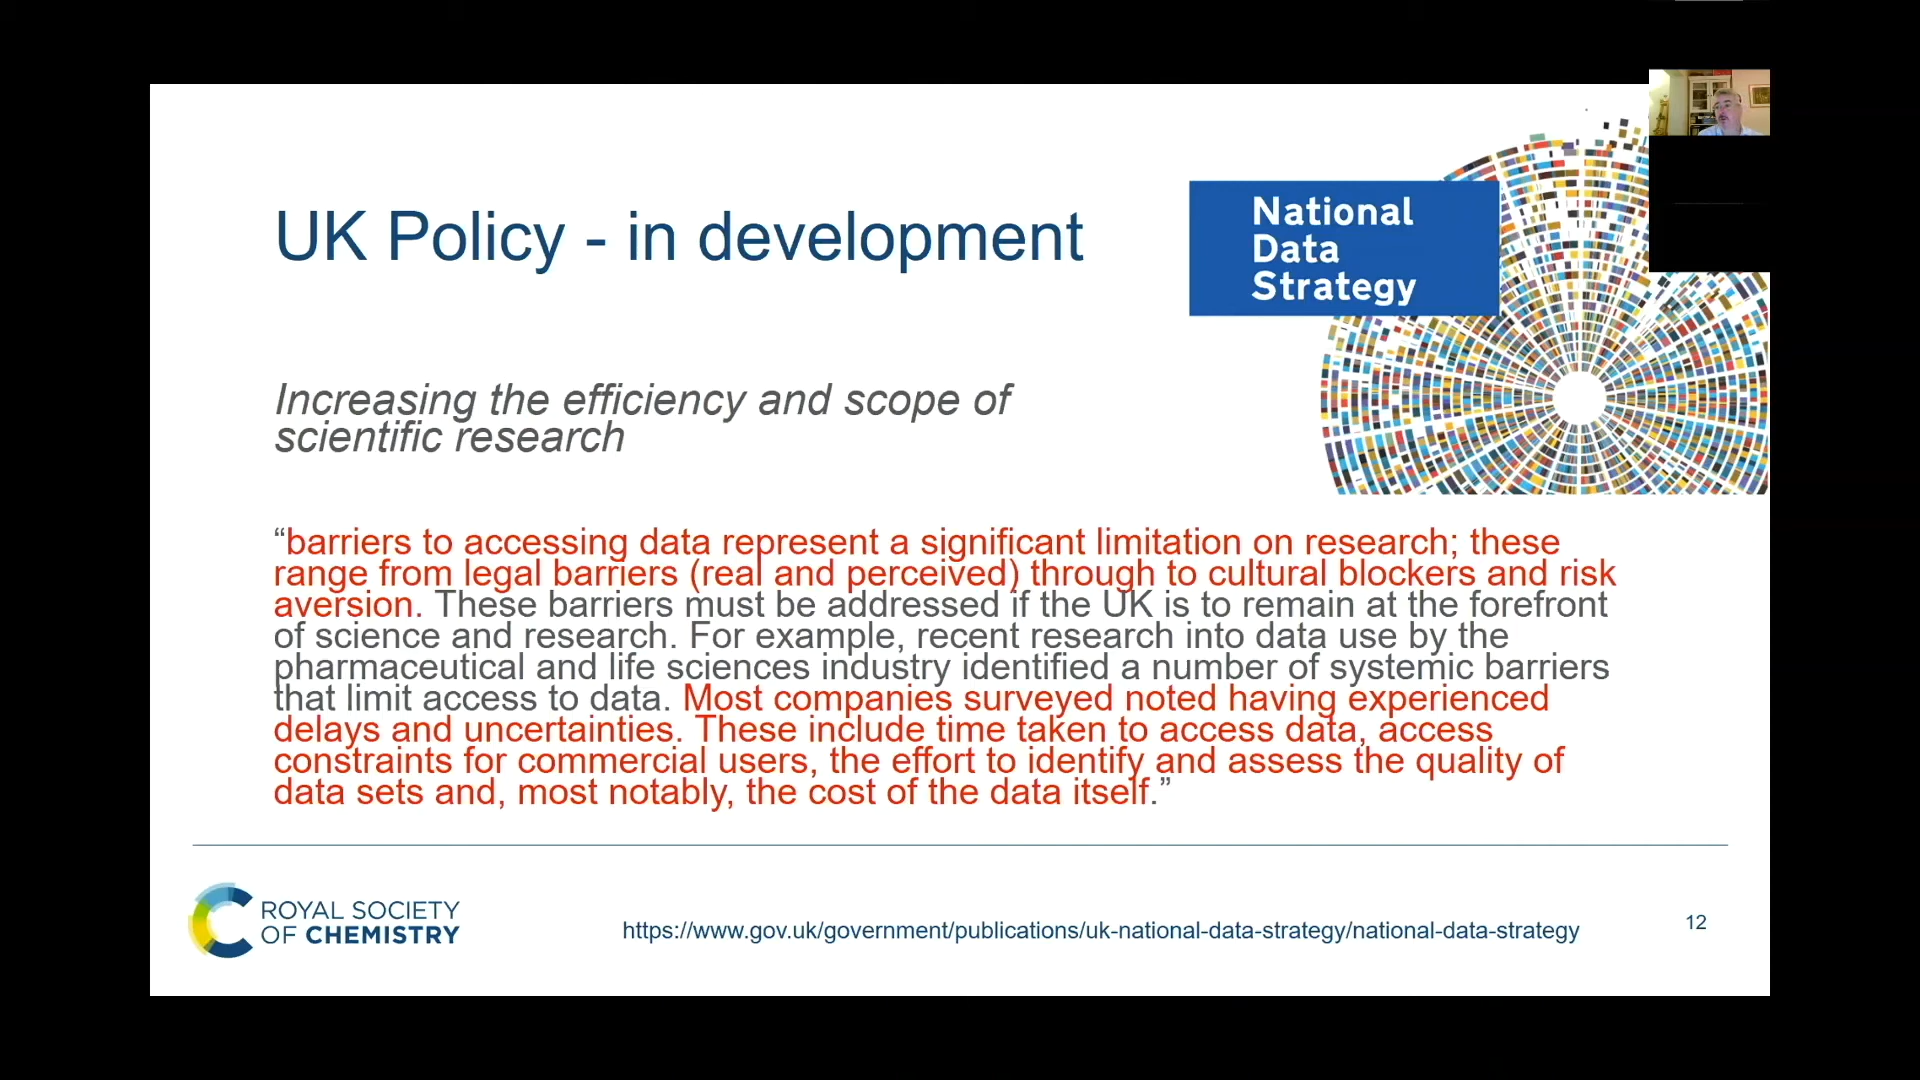 UK Policy - in development
National
Data
Strategy
Increasing the efficiency and scope of
scientific research
“barriers to accessing data represent a significant limitation on research; these
range from legal barriers (real and perceived) through to cultural blockers and risk
aversion. These barriers must be addressed if the UK is to remain at the forefront
of science and research. For example, recent research into data use by the
pharmaceutical and life sciences industry identified a number of systemic barriers
that limit access to data. Most companies surveyed noted having experienced
delays and uncertainties. These include time taken to access data, access
constraints for commercial users, the effort to identify and assess the quality of
data sets and, most notably, the cost of the data itself.”
ROYAL SOCIETY
OF CHEMISTRY
https://www.gov.uk/government/publications/uk-national-data-strategy/national-data-strategy
12